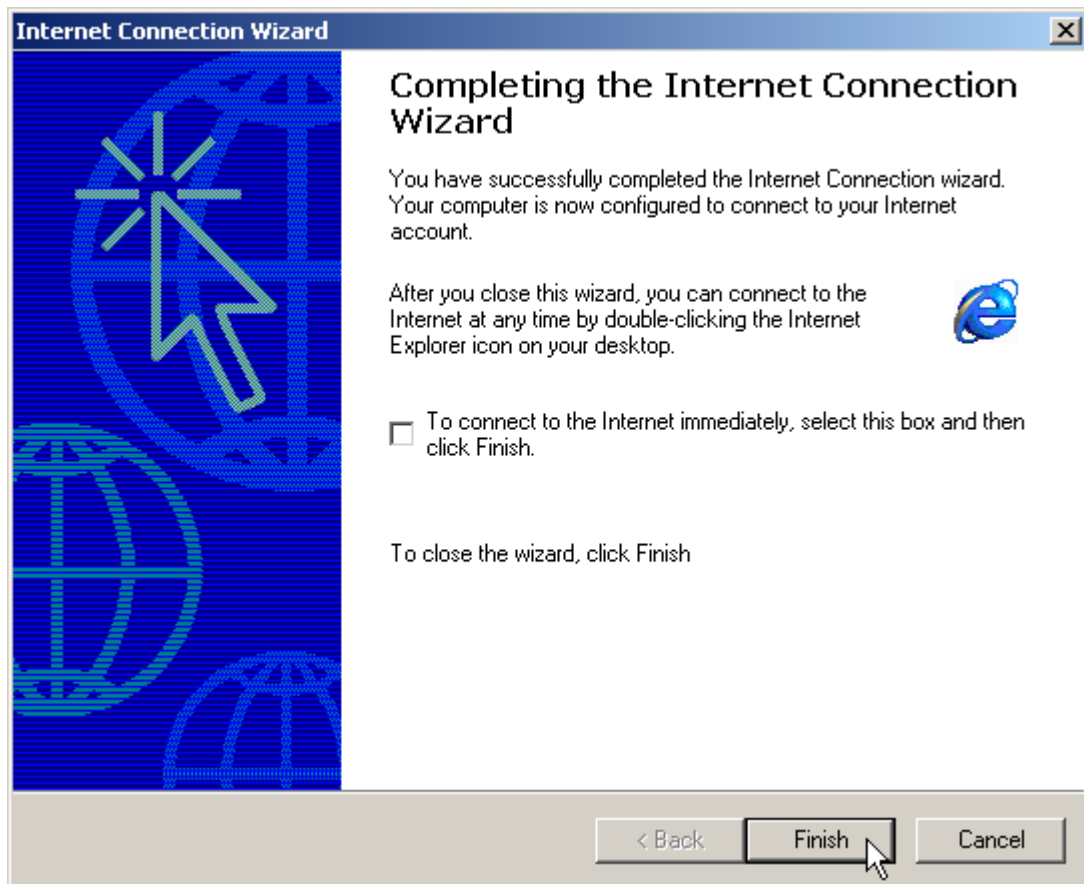 Internet Connection Wizard
Completing the Internet Connection
Wizard
You have successfully completed the Internet Connection wizard.
Your computer is now configured to connect to your Internet
account.
After you close this wizard, you can connect to the
Internet at any time by double-clicking the Internet
Explorer icon on your desktop.
To connect to the Internet immediately, select this box and then
click Finish.
To close the wizard, click Finish
< Back
Finish
Cancel